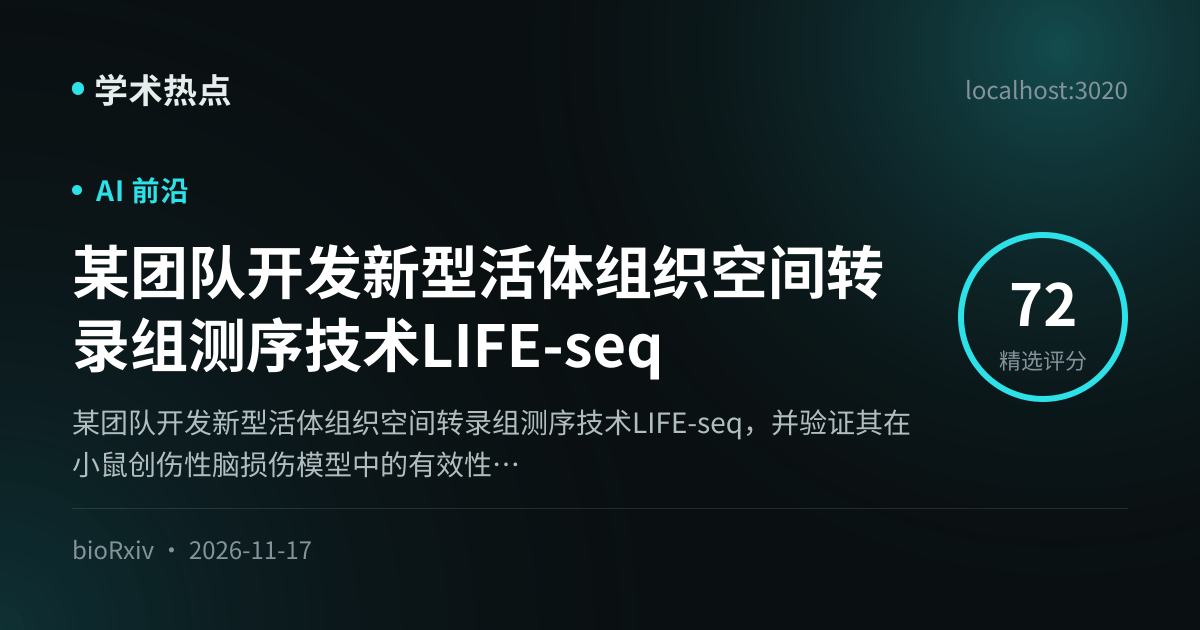 学术热点
localhost:3020
AI 前沿
某团队开发新型活体组织空间转
录组测序技术LIFE-seq
72
精选评分
某团队开发新型活体组织空间转录组测序技术LIFE-seq，并验证其在
小鼠创伤性脑损伤模型中的有效性…
bioRxiv · 2026-11-17